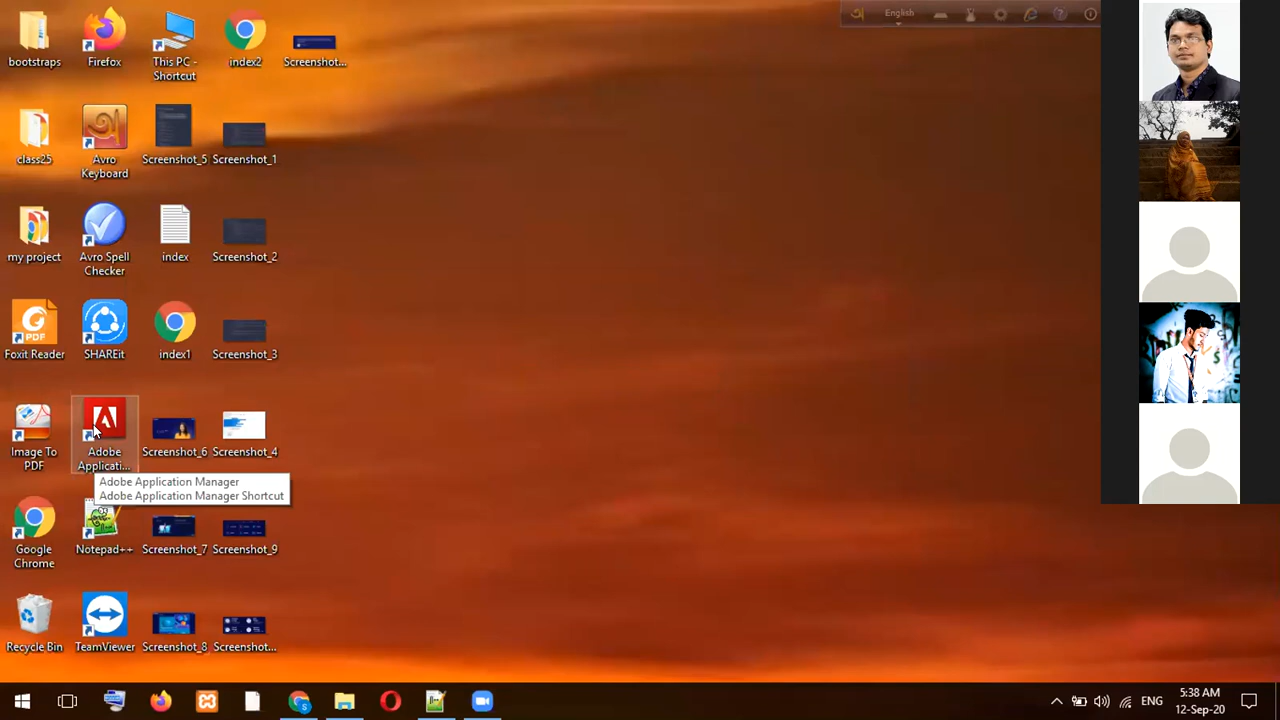 bootstraps
Firefox
This PC -
Shortcut
index2
Screenshot...
English
class25
Avro
Keyboard
Screenshot_5
Screenshot_1
my project
Avro Spell
Checker
index
Screenshot_2
PDF
Foxit Reader
SHAREit
index1
Screenshot_3
Image To
PDF
Adobe
Applicati...
Screenshot_6
Screenshot_4
Adobe Application Manager
Adobe Application Manager Shortcut
Google
Chrome
Notepad++
Screenshot_7
Screenshot_9
Recycle Bin
TeamViewer
Screenshot_8
Screenshot...
ENG
5:38 AM
12-Sep-20